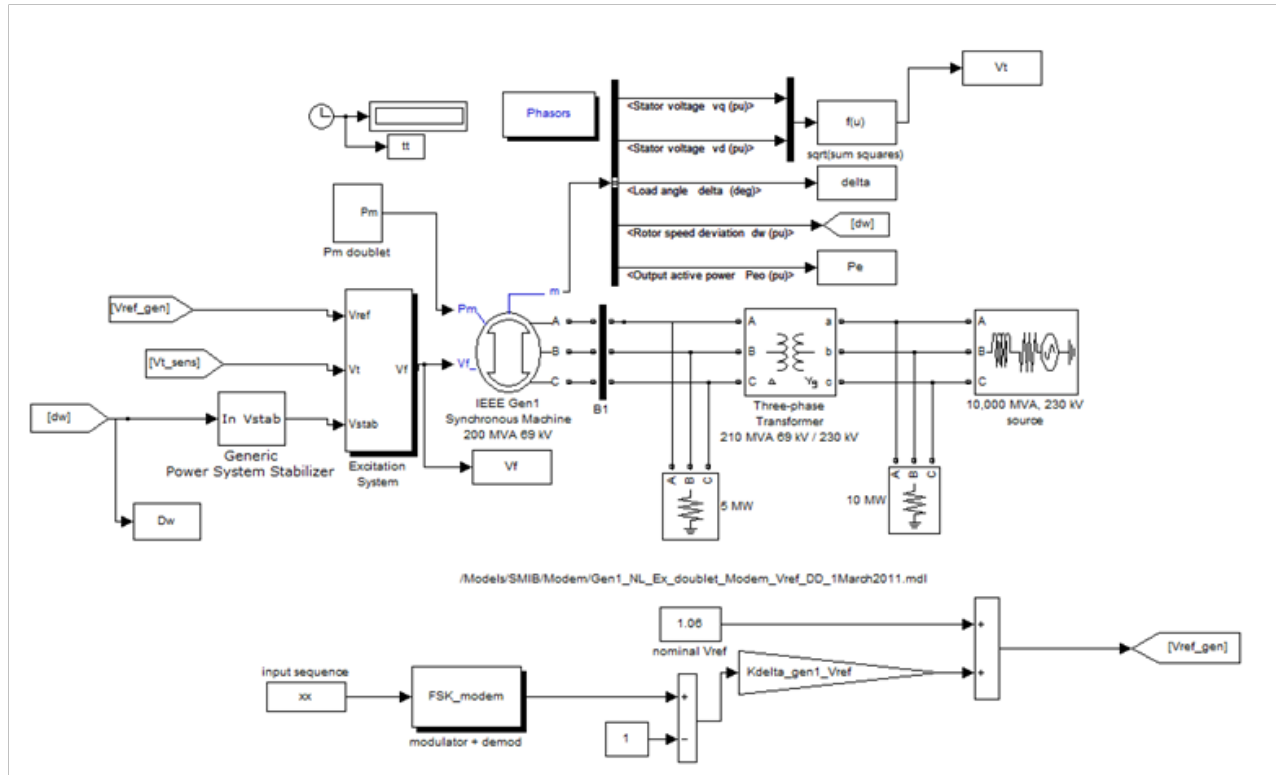 Vt
Phasors
<Stator voltage vq (pu)>
f(u)
tt
<Stator voltage vd (pu)>
sqrt(sum squares)
<Load angle delta (deg)>
delta
Pm
<Rotor speed deviation dw (pu)>
[dw]
Pm doublet
<Output active power Peo (pu)>
Pe
m
[Vref_gen]
Vref
Pm
A
A
a
A
[Vt_sens]
Vt
Vf
Vf_
B
B
b
B
C
C
Δ
Yg
c
C
[dw]
In Vstab
Vstab
IEEE Gen1
Synchronous Machine
200 MVA 69 kV
B1
Three-phase
Transformer
210 MVA 69 kV / 230 kV
10,000 MVA, 230 kV
source
Generic
Power System Stabilizer
Excitation
System
Vf
A B C
5 MW
A B C
10 MW
Dw
/Models/SMIB/Modem/Gen1_NL_Ex_doublet_Modem_Vref_DD_1March2011.mdl
1.06
+
nominal Vref
[Vref_gen]
input sequence
Kdelta_gen1_Vref
+
xx
FSK_modem
+
modulator + demod
1
−